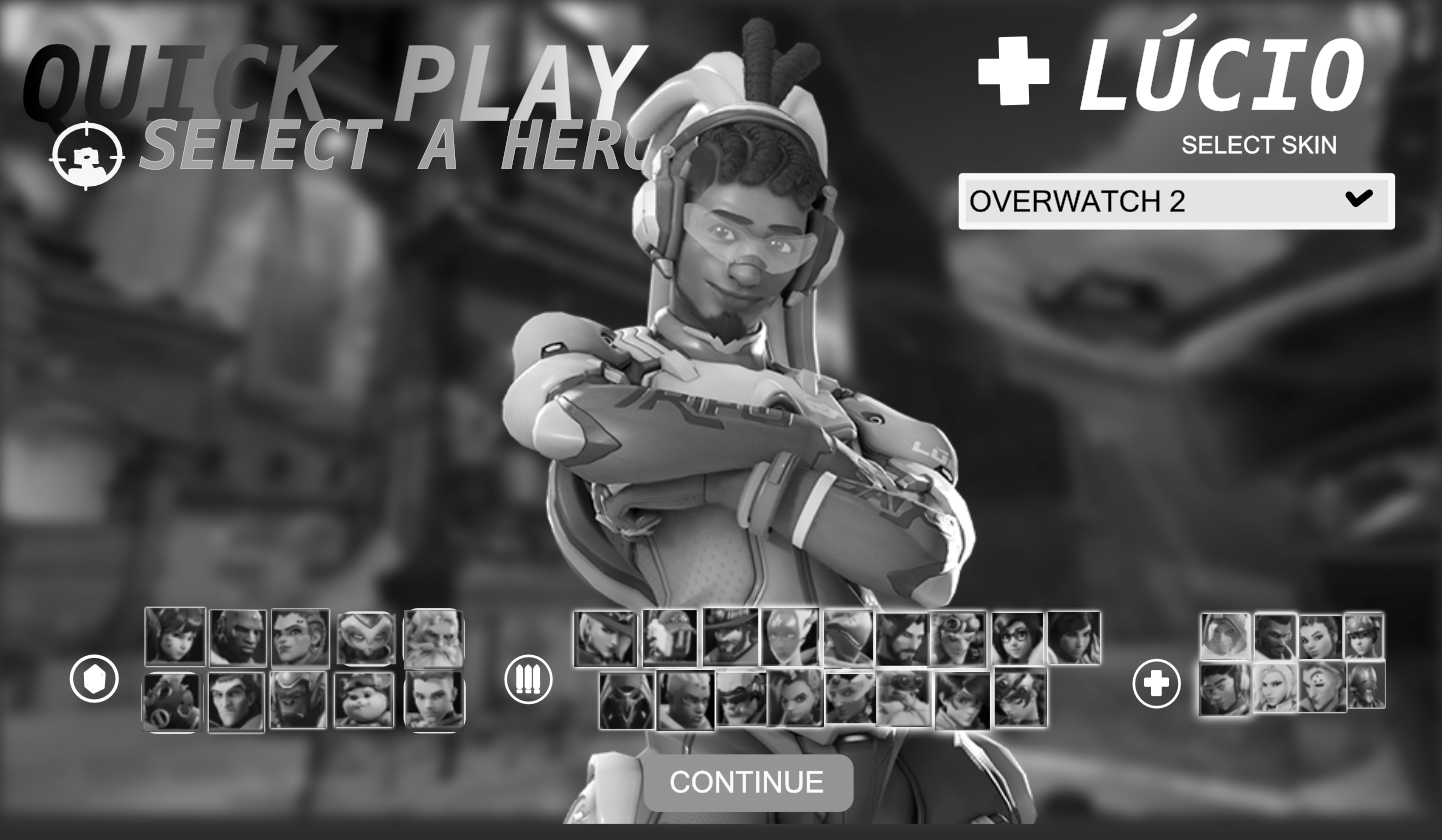 QUICK PLAY
SELECT A HERO
LÚCIO
SELECT SKIN
OVERWATCH 2
CONTINUE